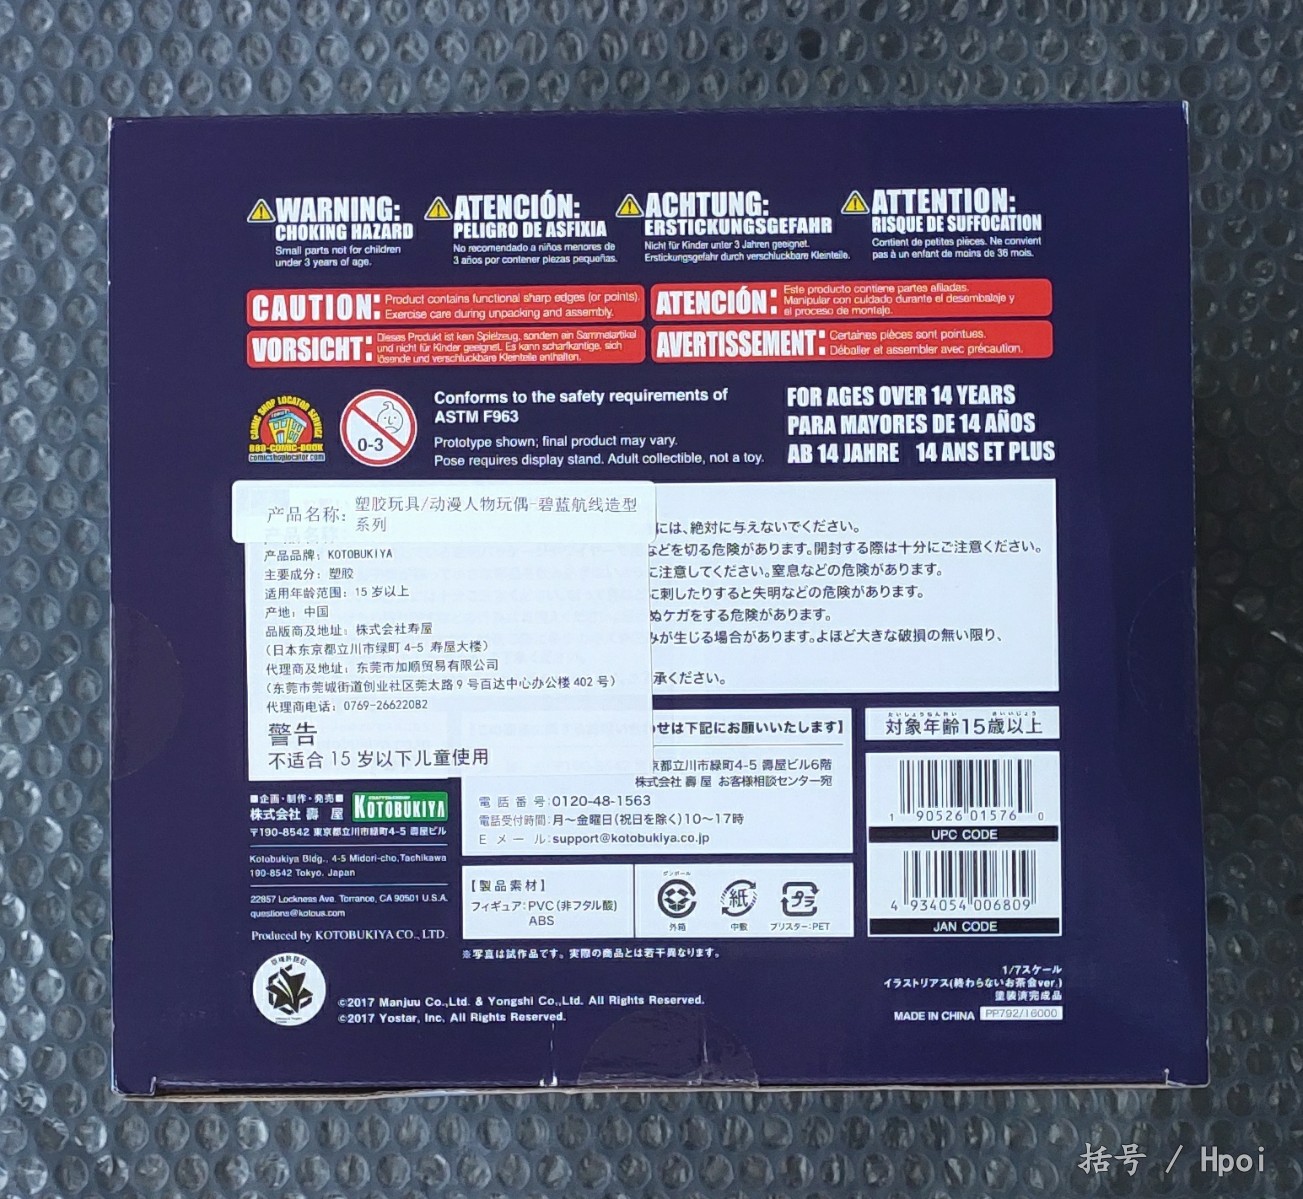 WARNING:
CHOKING HAZARD
Small parts not for children
under 3 years of age.
ATENCIÓN:
PELIGRO DE ASFIXIA
No recomendado a niños menores de
3 años por contener piezas pequeñas.
ACHTUNG:
ERSTICKUNGSGEFAHR
Nicht für Kinder unter 3 Jahren geeignet.
Erstickungsgefahr durch verschluckbare Kleinteile.
ATTENTION:
RISQUE DE SUFFOCATION
Contient de petites pièces. Ne convient
pas à un enfant de moins de 36 mois.
CAUTION: Product contains functional sharp edges (or points).
Exercise care during unpacking and assembly.
ATENCIÓN: Este producto contiene partes afiladas.
Manipular con cuidado durante el desembalaje y
el proceso de montaje.
VORSICHT: Dieses Produkt ist kein Spielzeug, sondern ein Sammelartikel
und nicht für Kinder geeignet. Es kann scharfkantige, sich
lösende und verschluckbare Kleinteile enthalten.
AVERTISSEMENT: Certaines pièces sont pointues.
Déballer et assembler avec précaution.
COMIC SHOP LOCATOR SERVICE
888-COMIC-BOOK
comicshoplocator.com
0-3
Conforms to the safety requirements of
ASTM F963
Prototype shown; final product may vary.
Pose requires display stand. Adult collectible, not a toy.
FOR AGES OVER 14 YEARS
PARA MAYORES DE 14 AÑOS
AB 14 JAHRE 14 ANS ET PLUS
产品名称: 塑胶玩具/动漫人物玩偶-碧蓝航线造型
系列
产品品牌: KOTOBUKIYA
主要成分: 塑胶
适用年龄范围: 15 岁以上
产地: 中国
品版商及地址: 株式会社寿屋
(日本东京都立川市绿町 4-5 寿屋大楼)
代理商及地址: 东莞市加顺贸易有限公司
(东莞市莞城街道创业社区莞太路 9 号百达中心办公楼 402 号)
代理商电话: 0769-26622082
警告
不适合 15 岁以下儿童使用
には、絶対に与えないでください。
などを切る危険があります。開封する際は十分にご注意ください。
に注意してください。窒息などの危険があります。
に刺したりすると失明などの危険があります。
ぬケガをする危険があります。
みが生じる場合があります。よほど大きな破損の無い限り、
承ください。
せは下記にお願いいたします】
京都立川市緑町4-5 壽屋ビル6階
株式会社 壽 屋 お客様相談センター宛
電 話 番 号:0120-48-1563
電話受付時間:月～金曜日(祝日を除く)10～17時
E メ ー ル:support@kotobukiya.co.jp
たいしょうねんれい さいいじょう
対象年齢15歳以上
1 90526 01576 0
UPC CODE
4 934054 006809
JAN CODE
■企画・制作・発売■
株式会社 壽 屋 KOTOBUKIYA
〒190-8542 東京都立川市緑町4-5 壽屋ビル
Kotobukiya Bldg., 4-5 Midori-cho, Tachikawa
190-8542 Tokyo, Japan
22857 Lockness Ave. Torrance, CA 90501 U.S.A.
questions@kotous.com
Produced by KOTOBUKIYA CO., LTD.
【製品素材】
フィギュア:PVC(非フタル酸)
ABS
ダンボール
外箱
紙
中敷
プラ
ブリスター:PET
※写真は試作品です。実際の商品とは若干異なります。
©2017 Manjuu Co.,Ltd. & Yongshi Co.,Ltd. All Rights Reserved.
©2017 Yostar, Inc. All Rights Reserved.
1/7スケール
イラストリアス(終わらないお茶会ver.)
塗装済完成品
MADE IN CHINA PP792/16000
括号 / Hpoi